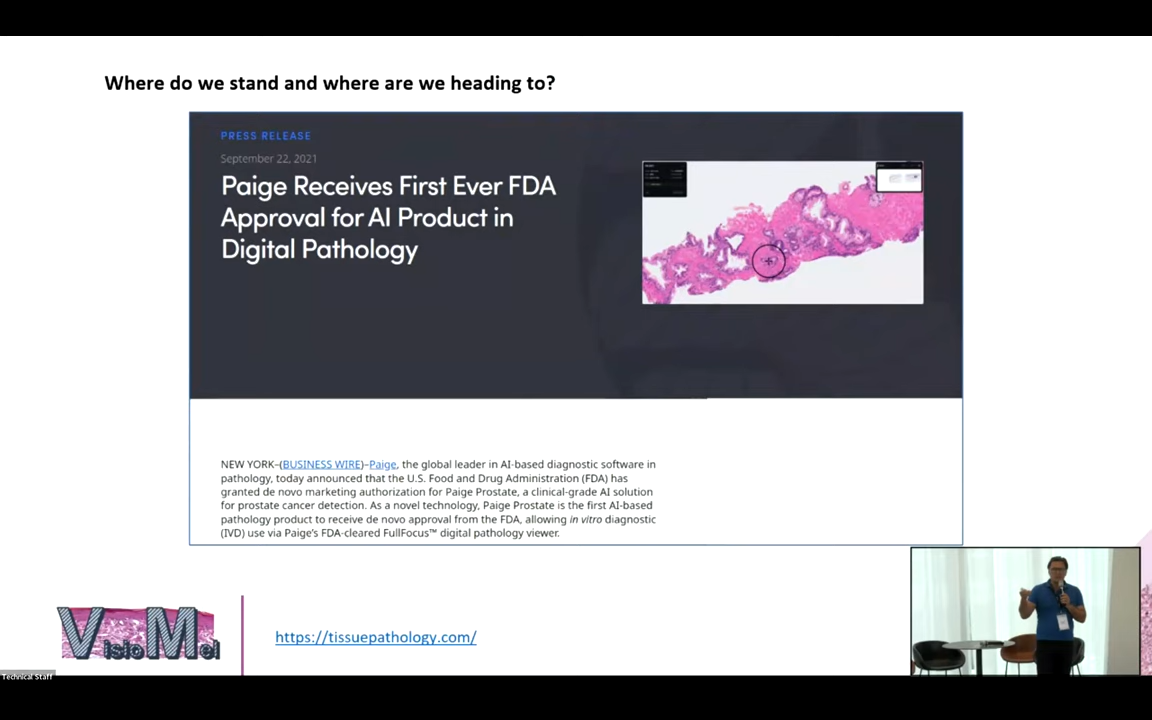 Where do we stand and where are we heading to?
PRESS RELEASE
September 22, 2021
Paige Receives First Ever FDA
Approval for AI Product in
Digital Pathology
NEW YORK–(BUSINESS WIRE)–Paige, the global leader in AI-based diagnostic software in
pathology, today announced that the U.S. Food and Drug Administration (FDA) has
granted de novo marketing authorization for Paige Prostate, a clinical-grade AI solution
for prostate cancer detection. As a novel technology, Paige Prostate is the first AI-based
pathology product to receive de novo approval from the FDA, allowing in vitro diagnostic
(IVD) use via Paige's FDA-cleared FullFocus™ digital pathology viewer.
VisioMel
https://tissuepathology.com/
Technical Staff